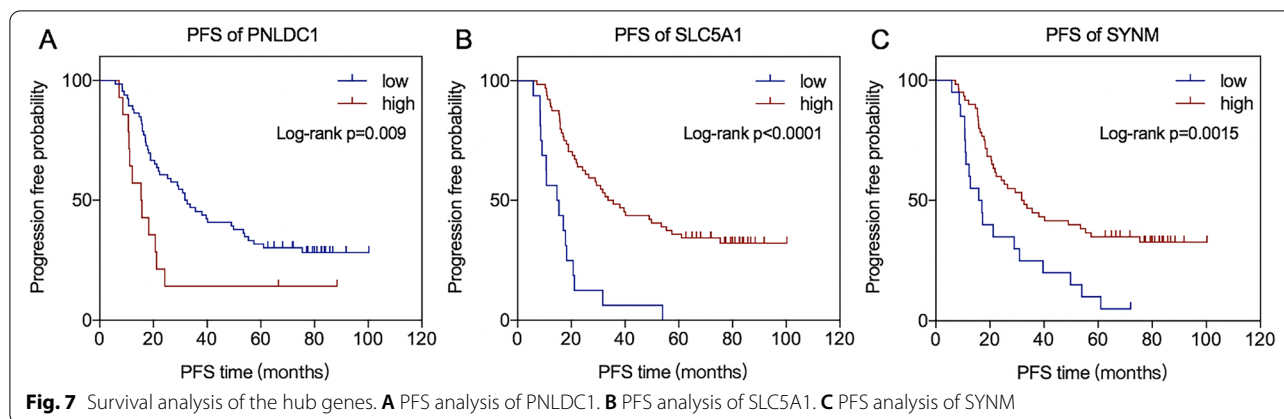 A
PFS of PNLDC1
Progression free probability
100
50
0
low
high
Log-rank p=0.009
0 20 40 60 80 100 120
PFS time (months)
B
PFS of SLC5A1
Progression free probability
100
50
0
low
high
Log-rank p<0.0001
0 20 40 60 80 100 120
PFS time (months)
C
PFS of SYNM
Progression free probability
100
50
0
low
high
Log-rank p=0.0015
0 20 40 60 80 100 120
PFS time (months)
Fig. 7 Survival analysis of the hub genes. A PFS analysis of PNLDC1. B PFS analysis of SLC5A1. C PFS analysis of SYNM